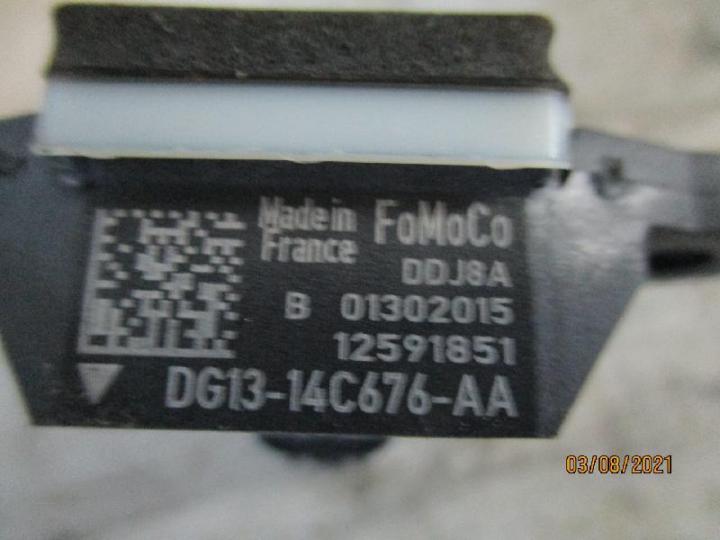 Made in FoMoCo
France
DDJ8A
B 01302015
12591851
DG13-14C676-AA
03/08/2021